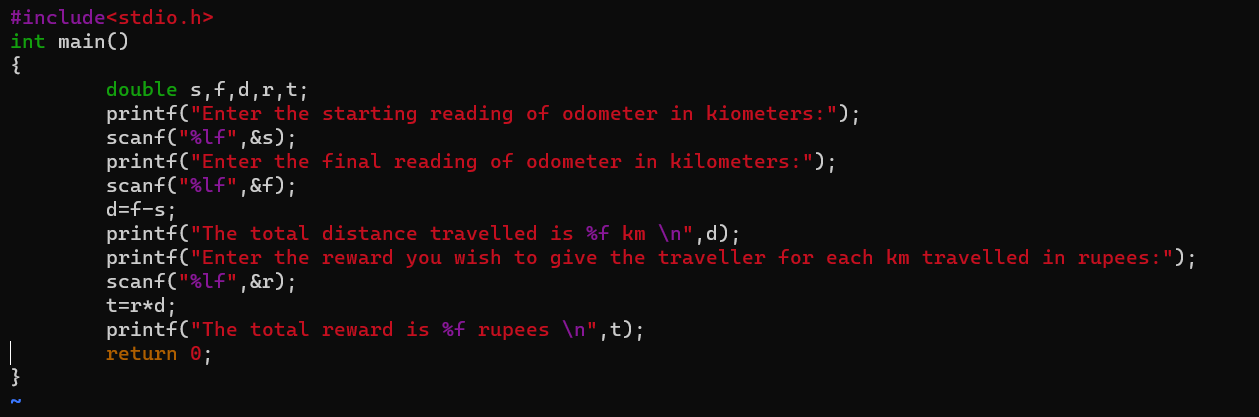 #include<stdio.h>
int main()
{
        double s,f,d,r,t;
        printf("Enter the starting reading of odometer in kiometers:");
        scanf("%lf",&s);
        printf("Enter the final reading of odometer in kilometers:");
        scanf("%lf",&f);
        d=f-s;
        printf("The total distance travelled is %f km \n",d);
        printf("Enter the reward you wish to give the traveller for each km travelled in rupees:");
        scanf("%lf",&r);
        t=r*d;
        printf("The total reward is %f rupees \n",t);
        return 0;
}
~